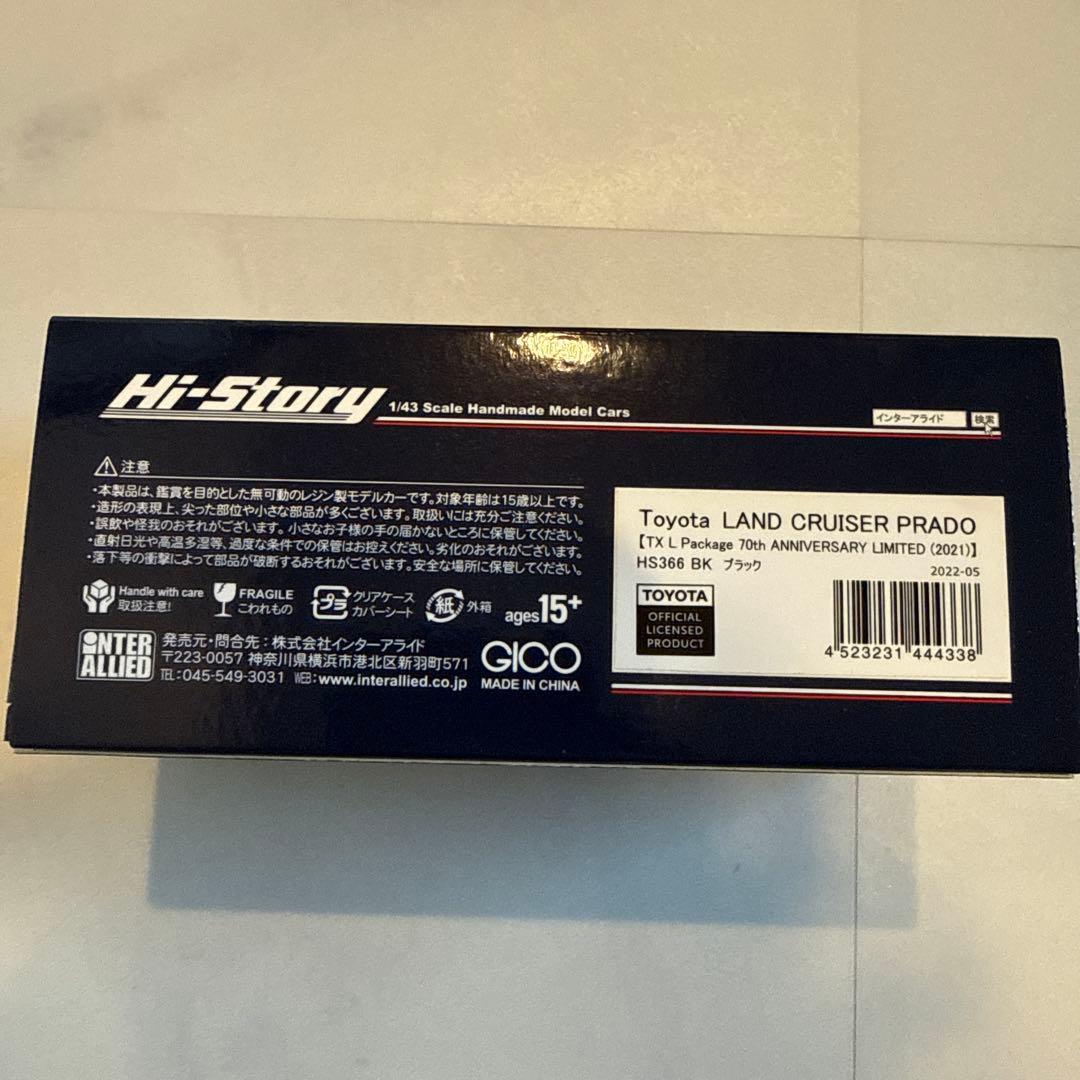 Hi-Story 1/43 Scale Handmade Model Cars
インターアライド 検索
注意
・本製品は、鑑賞を目的とした無可動のレジン製モデルカーです。対象年齢は15歳以上です。
・造形の表現上、尖った部位や小さな部品が多くございます。取扱いには充分ご注意ください。
・誤飲や怪我のおそれがございます。小さなお子様の手の届かないところに保管してください。
・直射日光や高温多湿等、過度な条件での保管はお控えください。劣化のおそれがございます。
・落下等の衝撃によって部品が破断するおそれがございます。安全な場所に保管してください。
Handle with care
取扱注意!
FRAGILE
こわれもの
プラ
クリアケース
カバーシート
紙 外箱
ages15+
INTER
ALLIED
発売元・問合先:株式会社インターアライド
〒223-0057 神奈川県横浜市港北区新羽町571
TEL:045-549-3031 WEB:www.interallied.co.jp
GICO
MADE IN CHINA
Toyota LAND CRUISER PRADO
【TX L Package 70th ANNIVERSARY LIMITED (2021)】
HS366 BK ブラック
2022-05
TOYOTA
OFFICIAL
LICENSED
PRODUCT
4 523231 444338